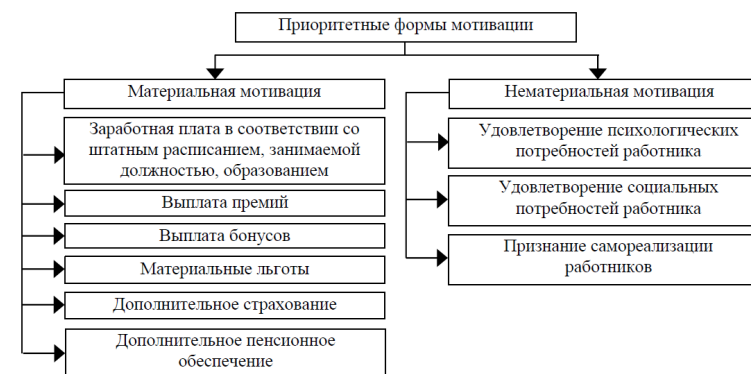 Приоритетные формы мотивации
Материальная мотивация
Заработная плата в соответствии со
штатным расписанием, занимаемой
должностью, образованием
Выплата премий
Выплата бонусов
Материальные льготы
Дополнительное страхование
Дополнительное пенсионное
обеспечение
Нематериальная мотивация
Удовлетворение психологических
потребностей работника
Удовлетворение социальных
потребностей работника
Признание самореализации
работников